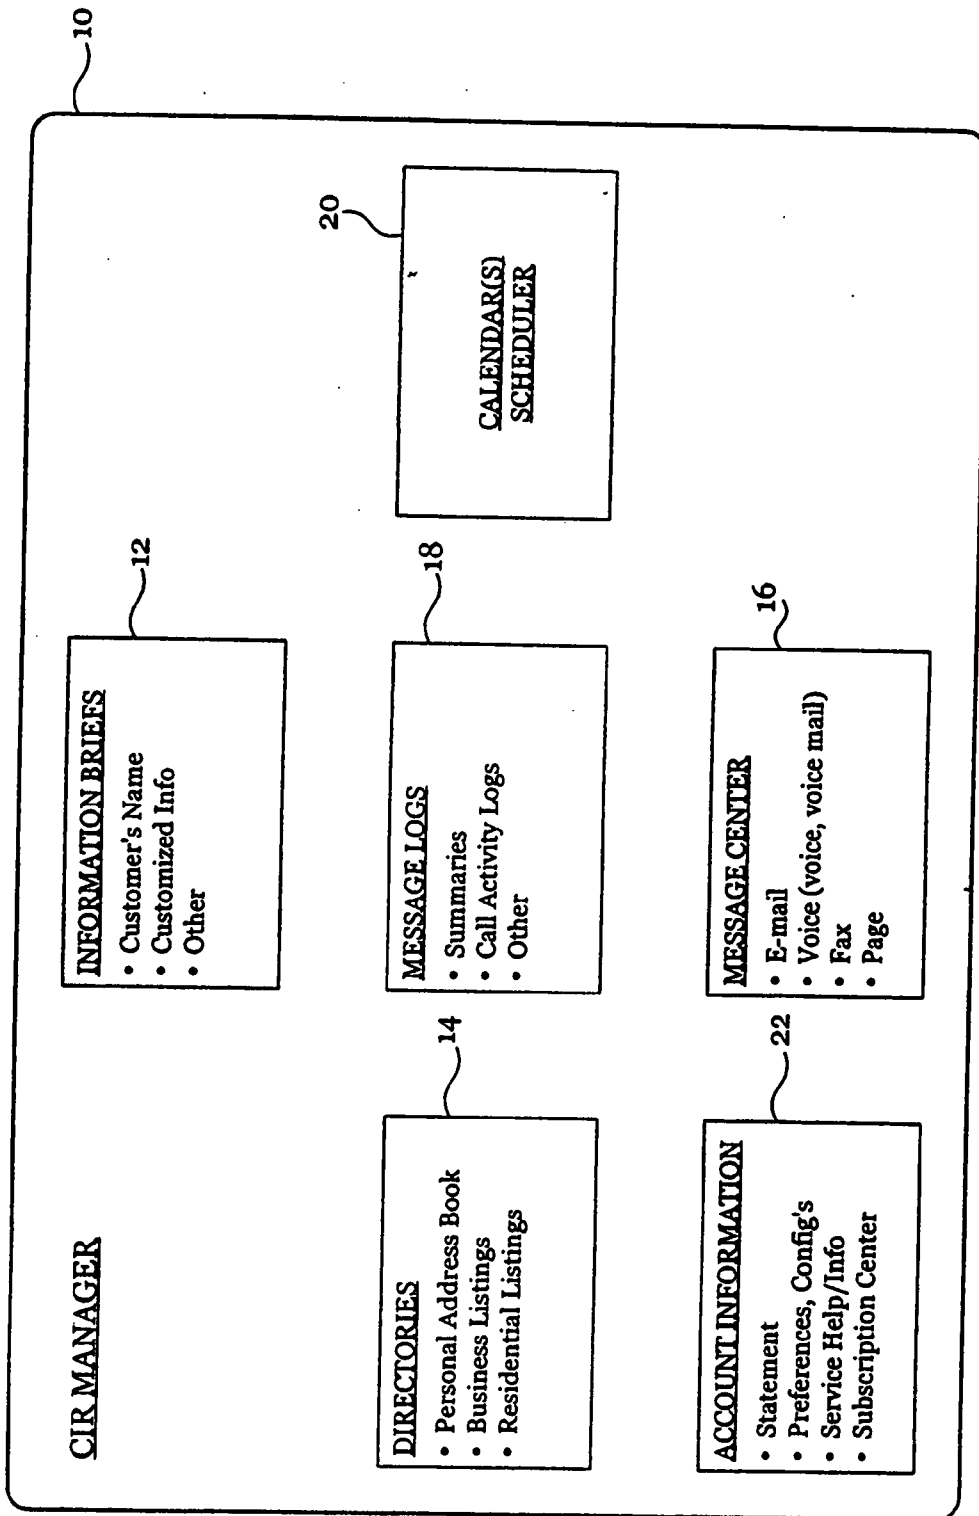 10
CIR MANAGER
12
INFORMATION BRIEFS
• Customer's Name
• Customized Info
• Other
14
DIRECTORIES
• Personal Address Book
• Business Listings
• Residential Listings
18
MESSAGE LOGS
• Summaries
• Call Activity Logs
• Other
20
CALENDAR(S)
SCHEDULER
22
ACCOUNT INFORMATION
• Statement
• Preferences, Config's
• Service Help/Info
• Subscription Center
16
MESSAGE CENTER
• E-mail
• Voice (voice, voice mail)
• Fax
• Page